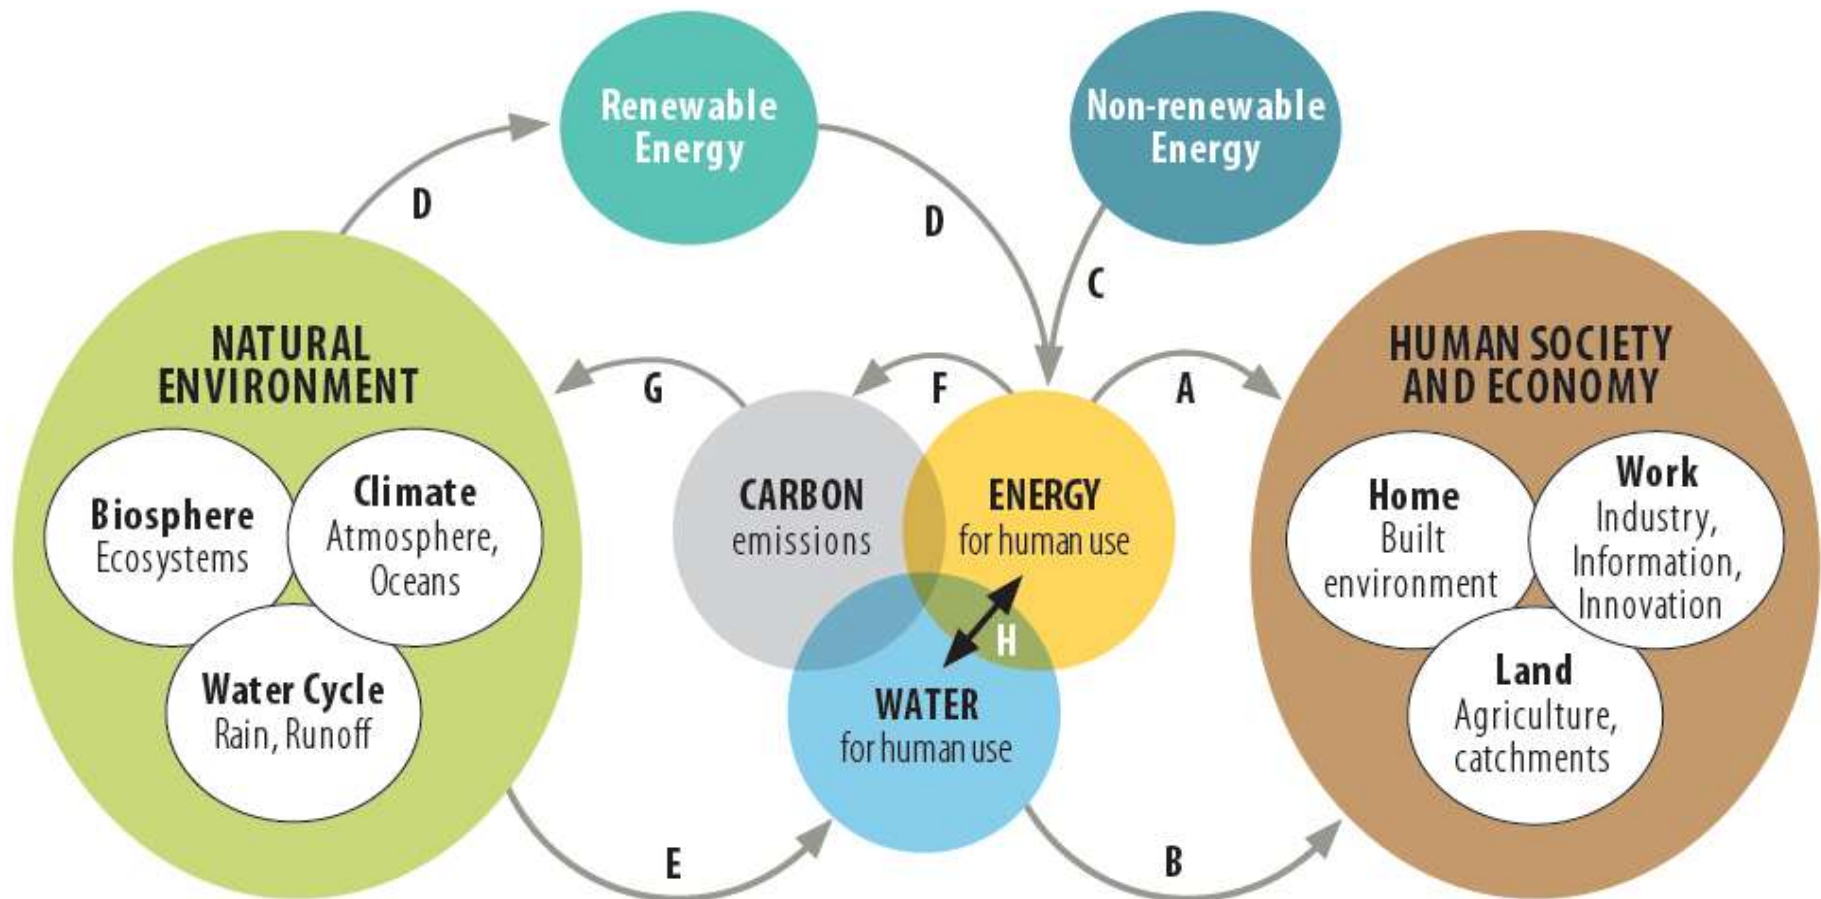 Renewable
Energy
Non-renewable
Energy
D
D
C
NATURAL
ENVIRONMENT
Biosphere
Ecosystems
Climate
Atmosphere,
Oceans
Water Cycle
Rain, Runoff
G
F
A
CARBON
emissions
ENERGY
for human use
H
WATER
for human use
E
B
HUMAN SOCIETY
AND ECONOMY
Home
Built
environment
Work
Industry,
Information,
Innovation
Land
Agriculture,
catchments